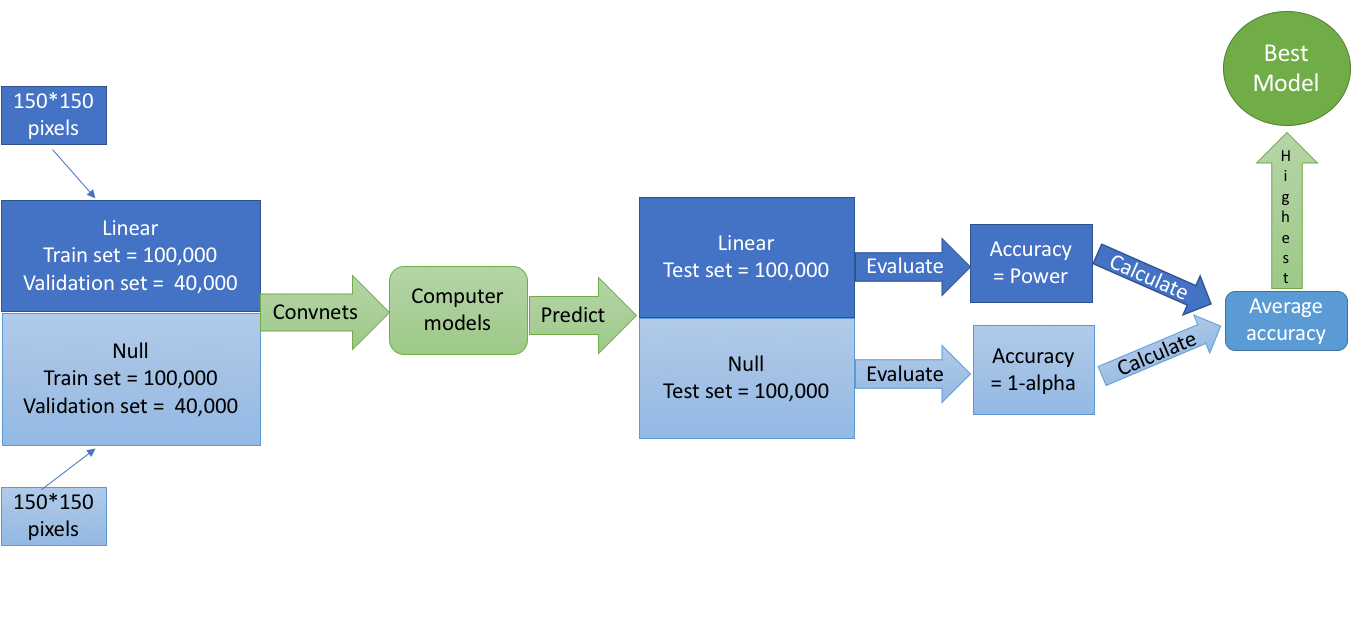 150*150
pixels
Linear
Train set = 100,000
Validation set =  40,000
Null
Train set = 100,000
Validation set =  40,000
150*150
pixels
Convnets
Computer
models
Predict
Linear
Test set = 100,000
Null
Test set = 100,000
Evaluate
Evaluate
Accuracy
= Power
Accuracy
= 1-alpha
Calculate
Calculate
Average
accuracy
Highest
Best
Model